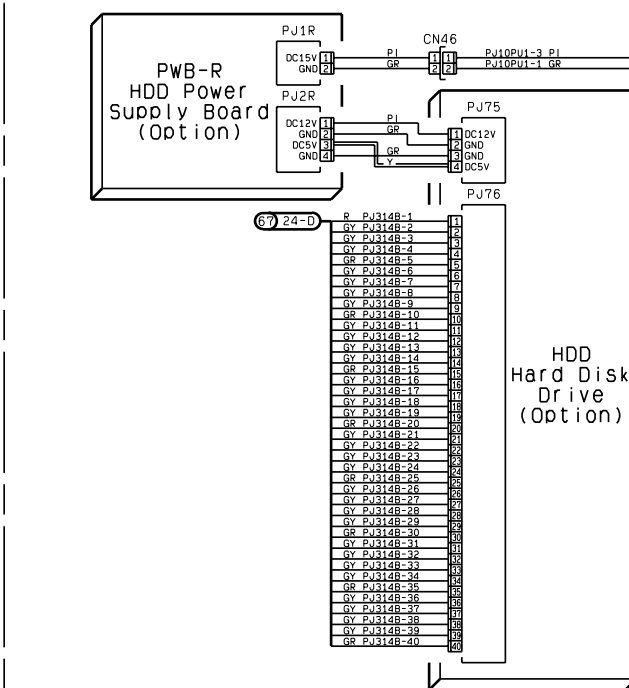 PJ1R
CN46
DC15V 1 PI 1 1 PJ10PU1-3 PI
GND 2 GR 2 2 PJ10PU1-1 GR
PWB-R
HDD Power
Supply Board
(Option)
PJ2R
PJ75
DC12V 1 PI 1 DC12V
GND 2 GR 2 GND
DC5V 3 GR 3 GND
GND 4 Y 4 DC5V
PJ76
67 24-D
R PJ314B-1 1
GY PJ314B-2 2
GY PJ314B-3 3
GY PJ314B-4 4
GR PJ314B-5 5
GY PJ314B-6 6
GY PJ314B-7 7
GY PJ314B-8 8
GY PJ314B-9 9
GR PJ314B-10 10
GY PJ314B-11 11
GY PJ314B-12 12
GY PJ314B-13 13
GY PJ314B-14 14
GR PJ314B-15 15
GY PJ314B-16 16
GY PJ314B-17 17
GY PJ314B-18 18
GY PJ314B-19 19
GR PJ314B-20 20
GY PJ314B-21 21
GY PJ314B-22 22
GY PJ314B-23 23
GY PJ314B-24 24
GR PJ314B-25 25
GY PJ314B-26 26
GY PJ314B-27 27
GY PJ314B-28 28
GY PJ314B-29 29
GR PJ314B-30 30
GY PJ314B-31 31
GY PJ314B-32 32
GY PJ314B-33 33
GY PJ314B-34 34
GR PJ314B-35 35
GY PJ314B-36 36
GY PJ314B-37 37
GY PJ314B-38 38
GY PJ314B-39 39
GR PJ314B-40 40
HDD
Hard Disk
Drive
(Option)